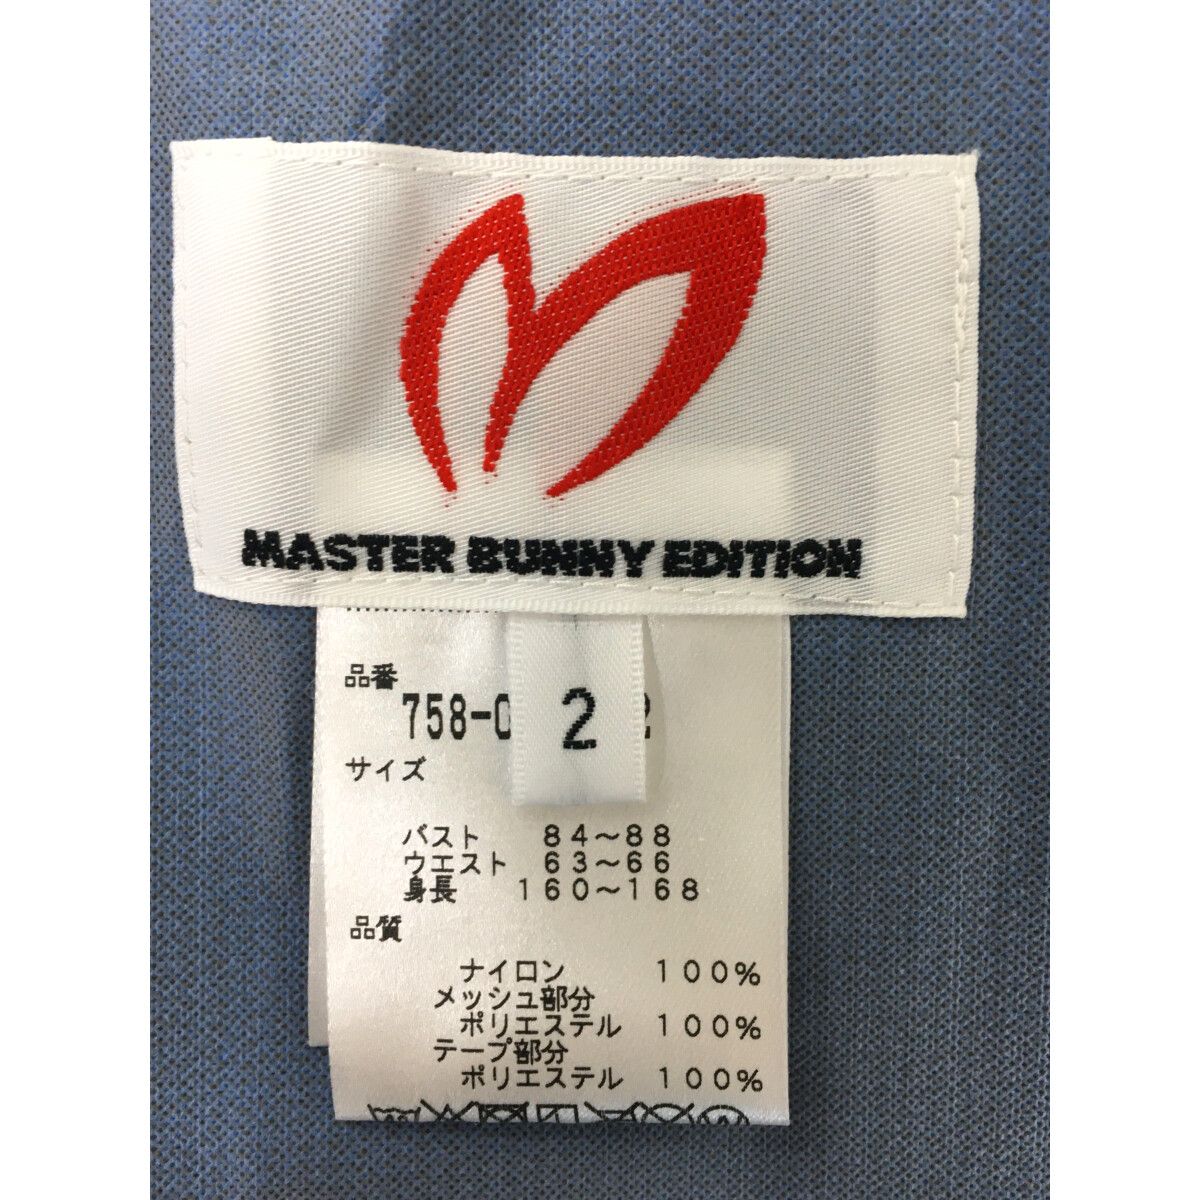 MASTER BUNNY EDITION
品番
758-0
2
サイズ
バスト 84～88
ウエスト 63～66
身長 160～168
品質
ナイロン 100%
メッシュ部分
ポリエステル 100%
テープ部分
ポリエステル 100%